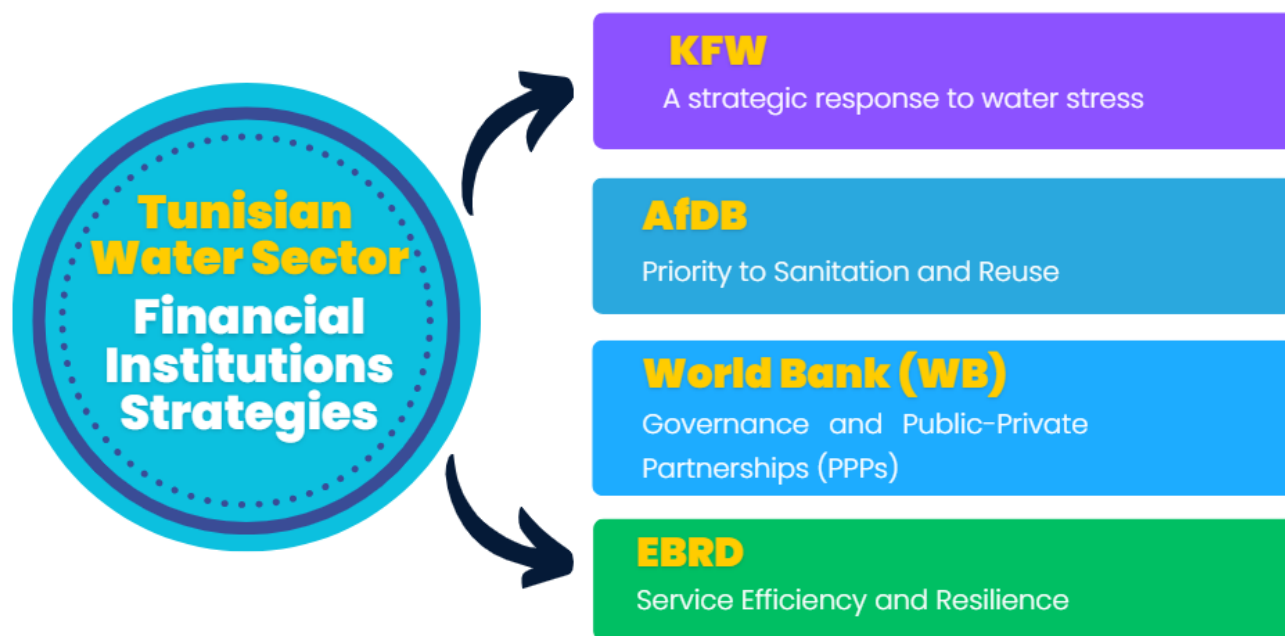 Tunisian
Water Sector
Financial
Institutions
Strategies
KFW
A strategic response to water stress
AfDB
Priority to Sanitation and Reuse
World Bank (WB)
Governance and Public-Private
Partnerships (PPPs)
EBRD
Service Efficiency and Resilience